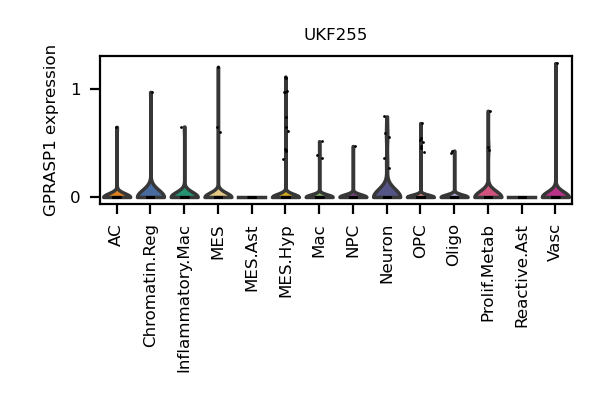 UKF255
GPRASP1 expression
1
0
AC
Chromatin.Reg
Inflammatory.Mac
MES
MES.Ast
MES.Hyp
Mac
NPC
Neuron
OPC
Oligo
Prolif.Metab
Reactive.Ast
Vasc